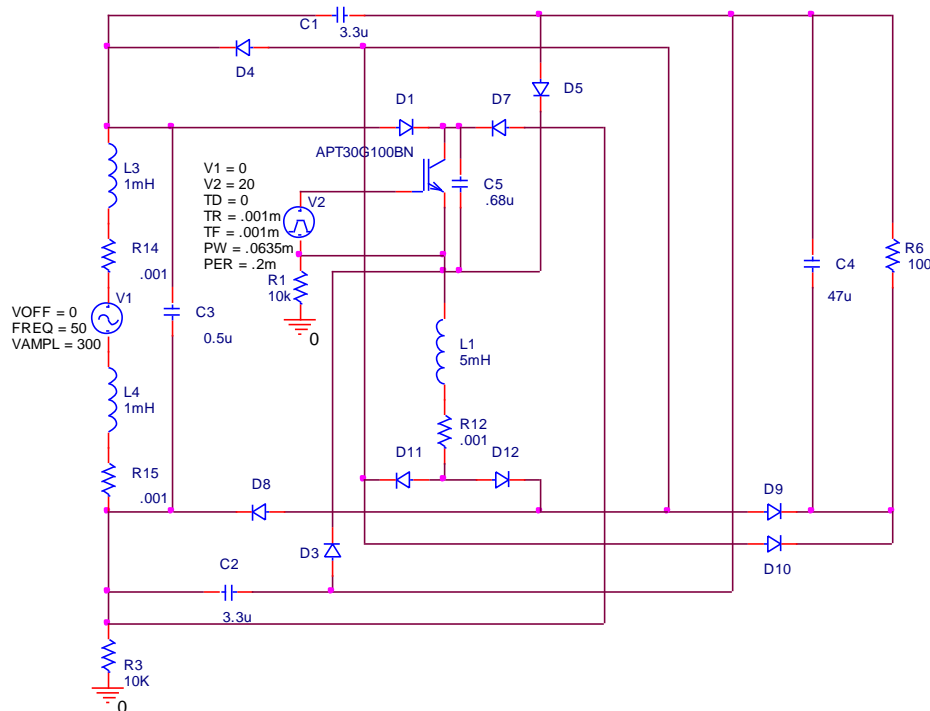 C1
3.3u
D4
D5
D1
D7
APT30G100BN
L3
1mH
V1 = 0
V2 = 20
TD = 0
TR = .001m
TF = .001m
PW = .0635m
PER = .2m
V2
C5
.68u
R14
.001
R1
10k
0
C4
47u
R6
100
V1
VOFF = 0
FREQ = 50
VAMPL = 300
C3
0.5u
L1
5mH
L4
1mH
R12
.001
R15
.001
D11
D12
D8
D9
D3
D10
C2
3.3u
R3
10K
0